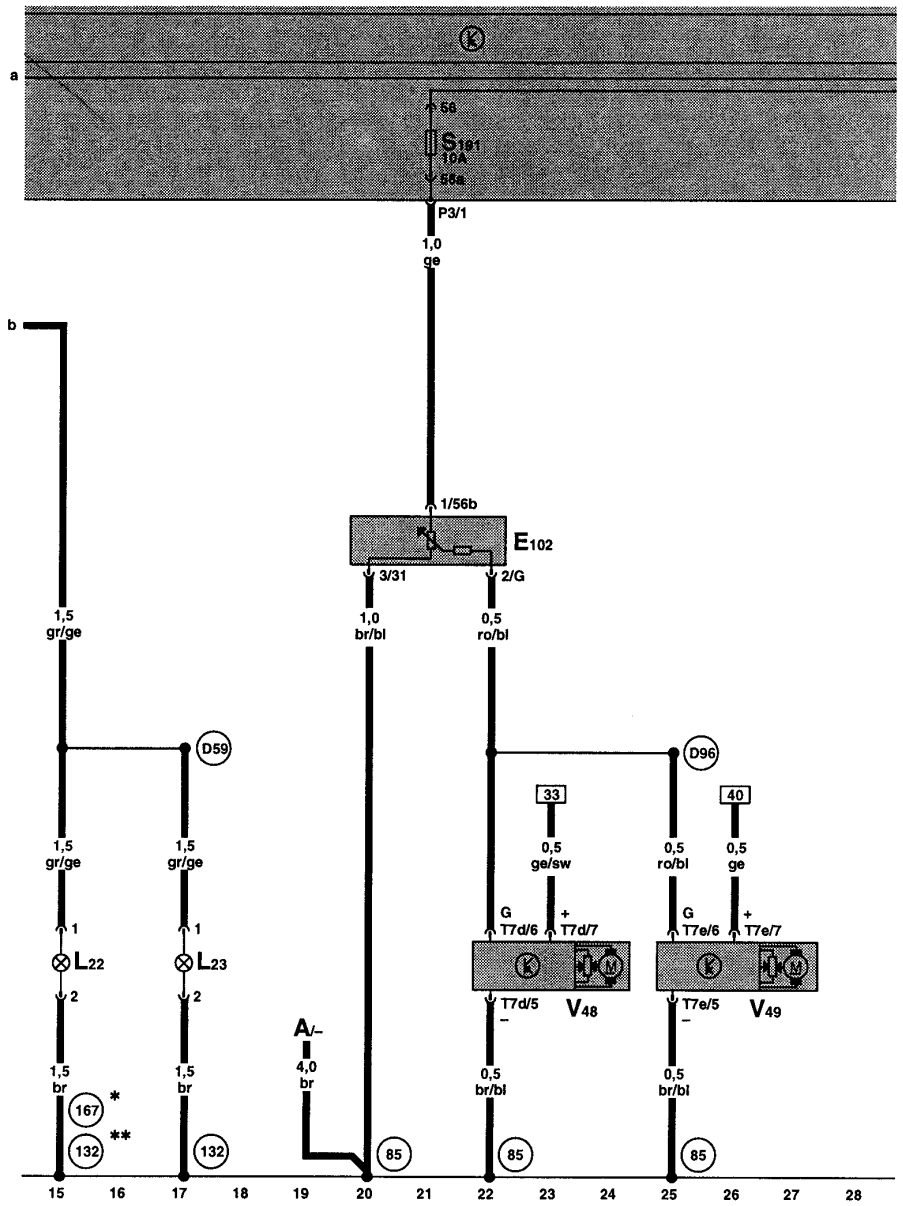 a
56
S191
10A
56a
P3/1
1,0
ge
b
1/56b
E102
3/31
2/G
1,5
gr/ge
1,0
br/bl
0,5
ro/bl
D59
D96
33
40
1,5
gr/ge
1,5
gr/ge
0,5
ge/sw
0,5
ro/bl
0,5
ge
G
+
G
+
1
1
T7d/6
T7d/7
T7e/6
T7e/7
L22
L23
M
M
2
2
T7d/5
V48
T7e/5
V49
–
–
A/–
1,5
br
1,5
br
4,0
br
0,5
br/bl
0,5
br/bl
167
*
132
**
132
85
85
85
15 16 17 18 19 20 21 22 23 24 25 26 27 28